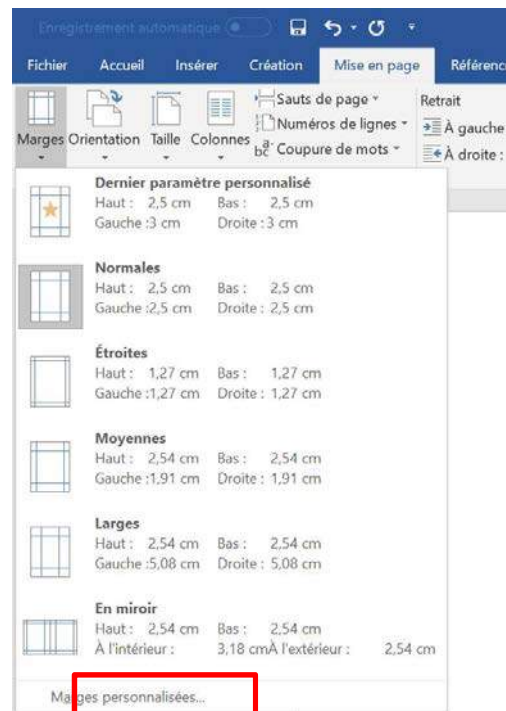 Enregistrement automatique
Fichier Accueil Insérer Création Mise en page Référenc
Marges Orientation Taille Colonnes
Sauts de page
Numéros de lignes
Coupure de mots
Retrait
À gauche
À droite :
Dernier paramètre personnalisé
Haut : 2,5 cm Bas : 2,5 cm
Gauche :3 cm Droite : 3 cm
Normales
Haut : 2,5 cm Bas : 2,5 cm
Gauche :2,5 cm Droite : 2,5 cm
Étroites
Haut : 1,27 cm Bas : 1,27 cm
Gauche :1,27 cm Droite : 1,27 cm
Moyennes
Haut : 2,54 cm Bas : 2,54 cm
Gauche :1,91 cm Droite : 1,91 cm
Larges
Haut : 2,54 cm Bas : 2,54 cm
Gauche :5,08 cm Droite : 5,08 cm
En miroir
Haut : 2,54 cm Bas : 2,54 cm
À l'intérieur : 3,18 cmÀ l'extérieur : 2,54 cm
Marges personnalisées...